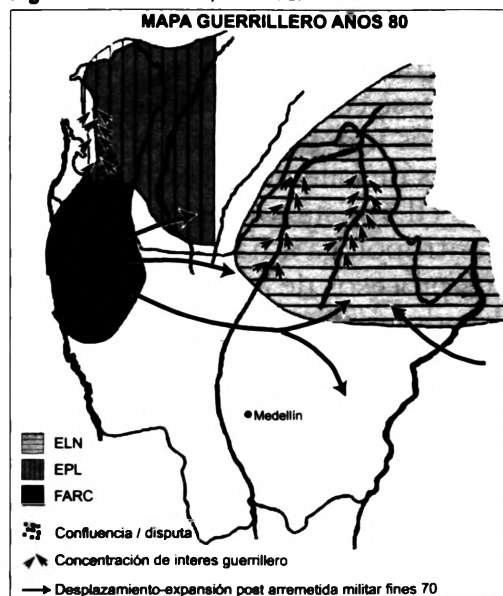 MAPA GUERRILLERO AÑOS 80
Medellín
ELN
EPL
FARC
Confluencia / disputa
Concentración de interes guerrillero
Desplazamiento-expansión post arremetida militar fines 70